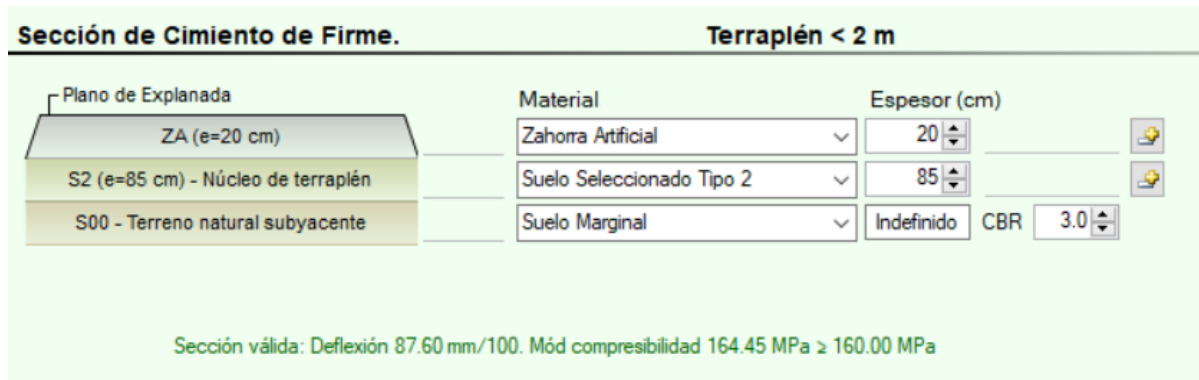 Sección de Cimiento de Firme. Terraplén < 2 m
Plano de Explanada Material Espesor (cm)
ZA (e=20 cm) Zahorra Artificial 20
S2 (e=85 cm) - Núcleo de terraplén Suelo Seleccionado Tipo 2 85
S00 - Terreno natural subyacente Suelo Marginal Indefinido CBR 3.0
Sección válida: Deflexión 87.60 mm/100. Mód compresibilidad 164.45 MPa ≥ 160.00 MPa